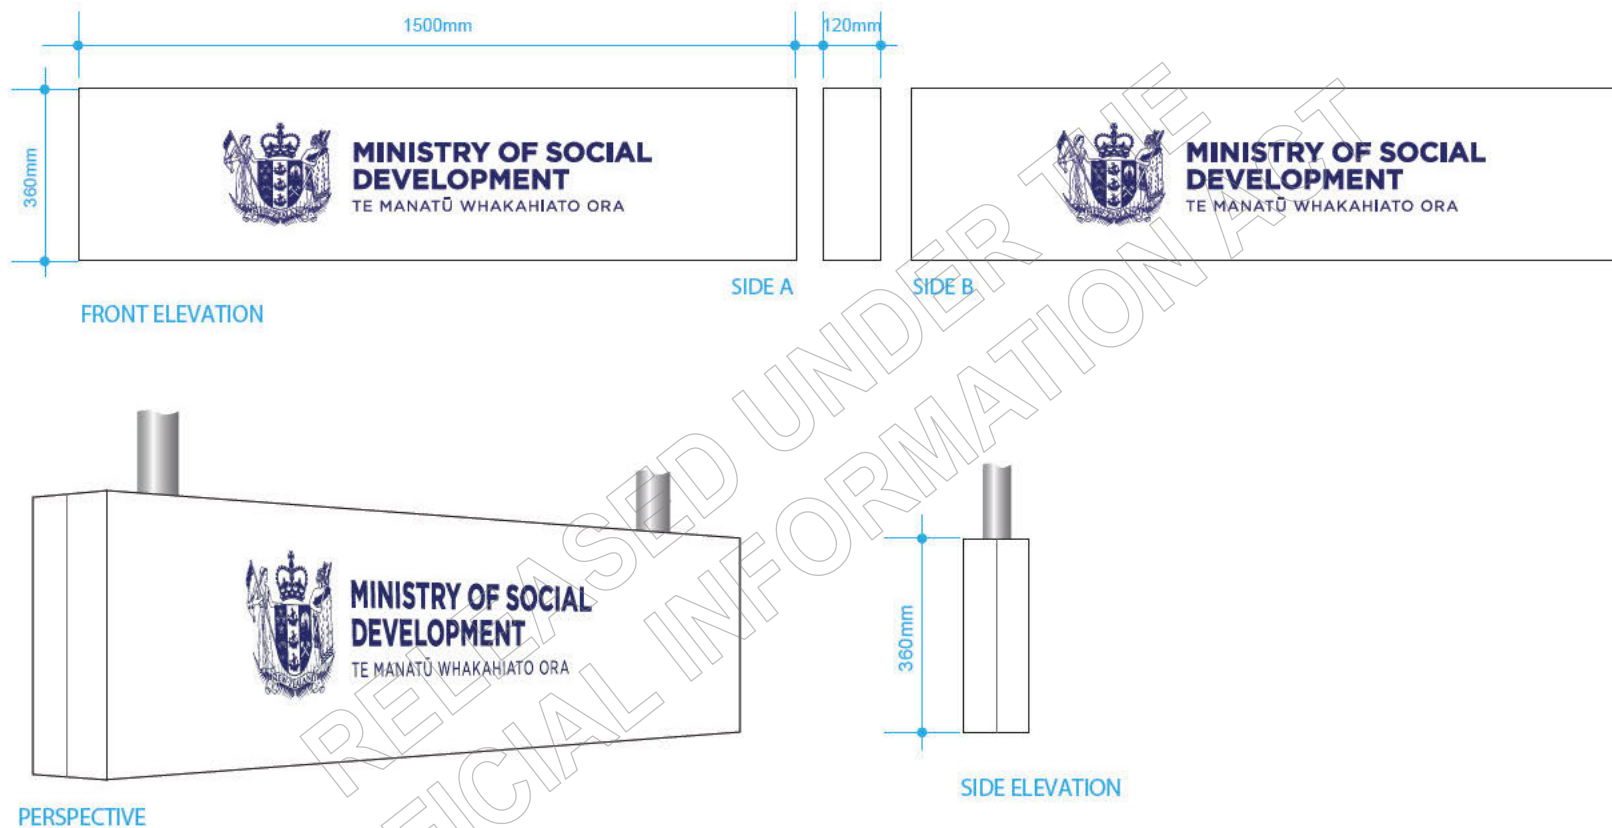 1500mm
120mm
360mm
MINISTRY OF SOCIAL
DEVELOPMENT
TE MANATŪ WHAKAHIATO ORA
MINISTRY OF SOCIAL
DEVELOPMENT
TE MANATŪ WHAKAHIATO ORA
SIDE A
SIDE B
FRONT ELEVATION
MINISTRY OF SOCIAL
DEVELOPMENT
TE MANATŪ WHAKAHIATO ORA
360mm
SIDE ELEVATION
PERSPECTIVE
RELEASED UNDER THE
FICIAL INFORMATION ACT